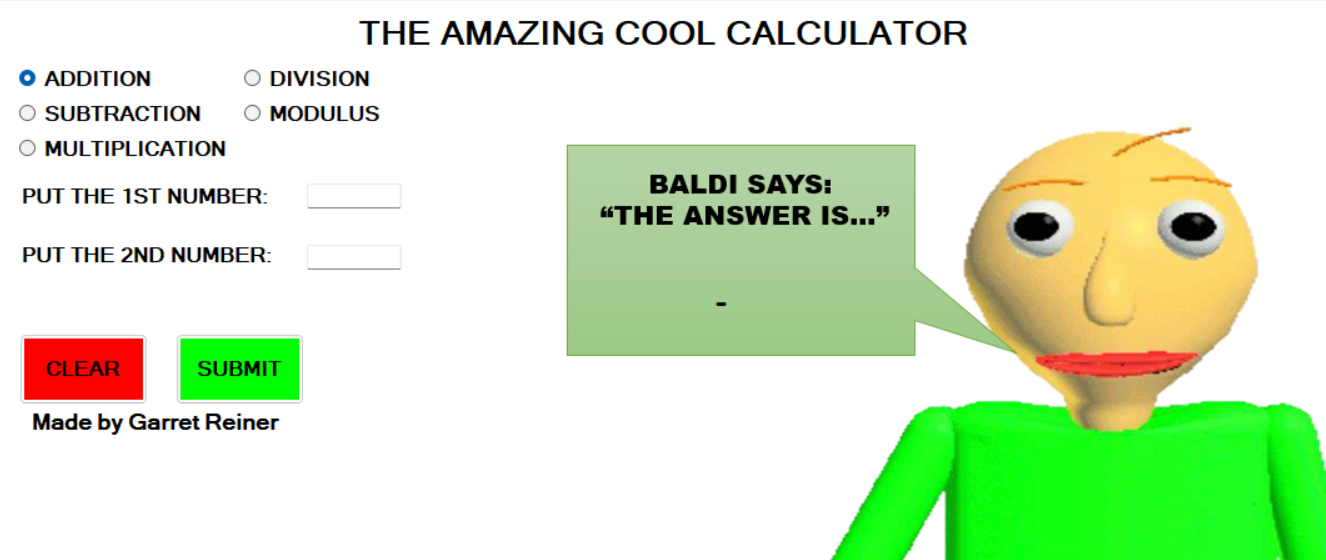 THE AMAZING COOL CALCULATOR
ADDITION
DIVISION
SUBTRACTION
MODULUS
MULTIPLICATION
PUT THE 1ST NUMBER:
PUT THE 2ND NUMBER:
CLEAR
SUBMIT
Made by Garret Reiner
BALDI SAYS:
“THE ANSWER IS...”
-